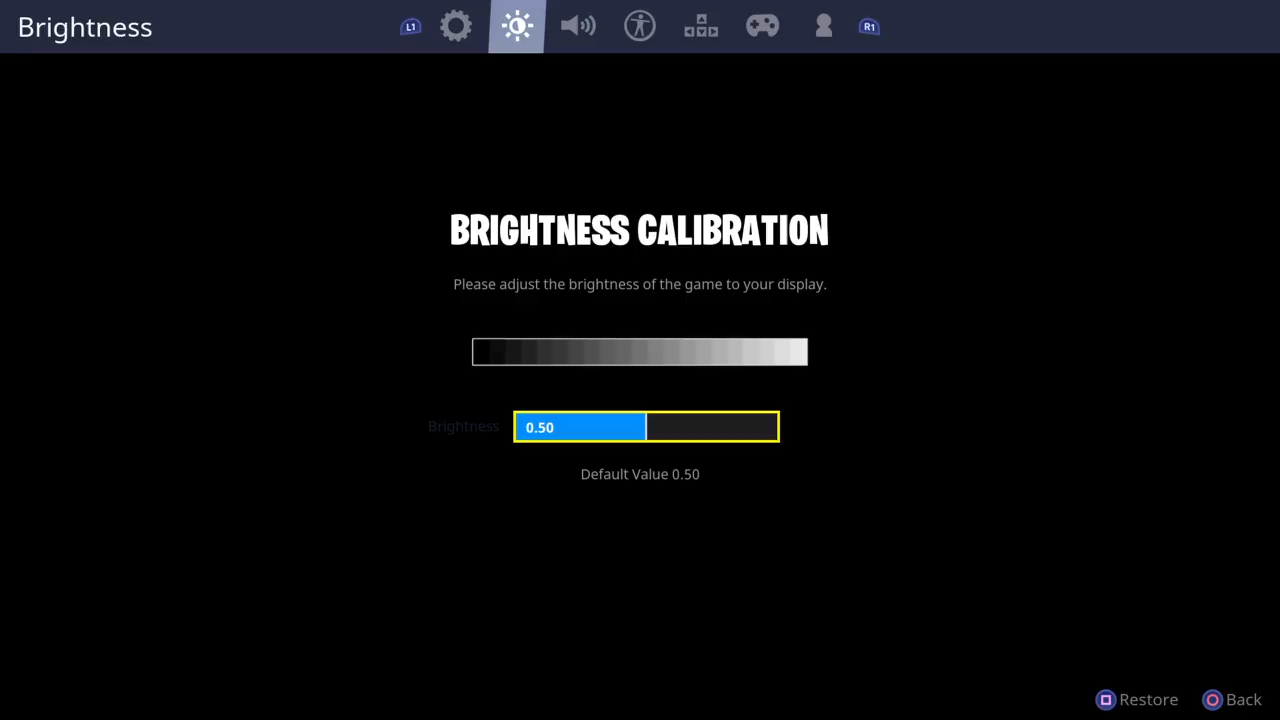 Brightness
L1
R1
BRIGHTNESS CALIBRATION
Please adjust the brightness of the game to your display.
Brightness
0.50
Default Value 0.50
Restore
Back